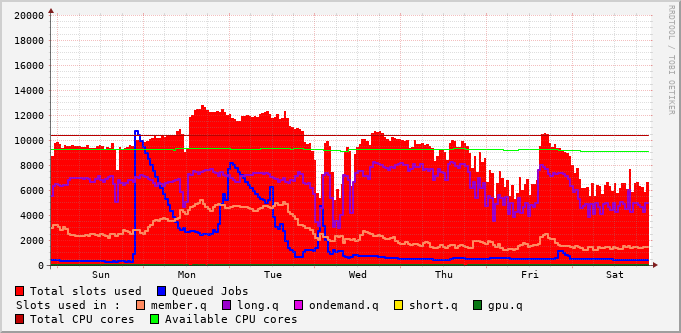 RRDTOOL / TOBI OETIKER
20000
18000
16000
14000
12000
10000
8000
6000
4000
2000
0
Sun Mon Tue Wed Thu Fri Sat
Total slots used Queued Jobs
Slots used in : member.q long.q ondemand.q short.q gpu.q
Total CPU cores Available CPU cores